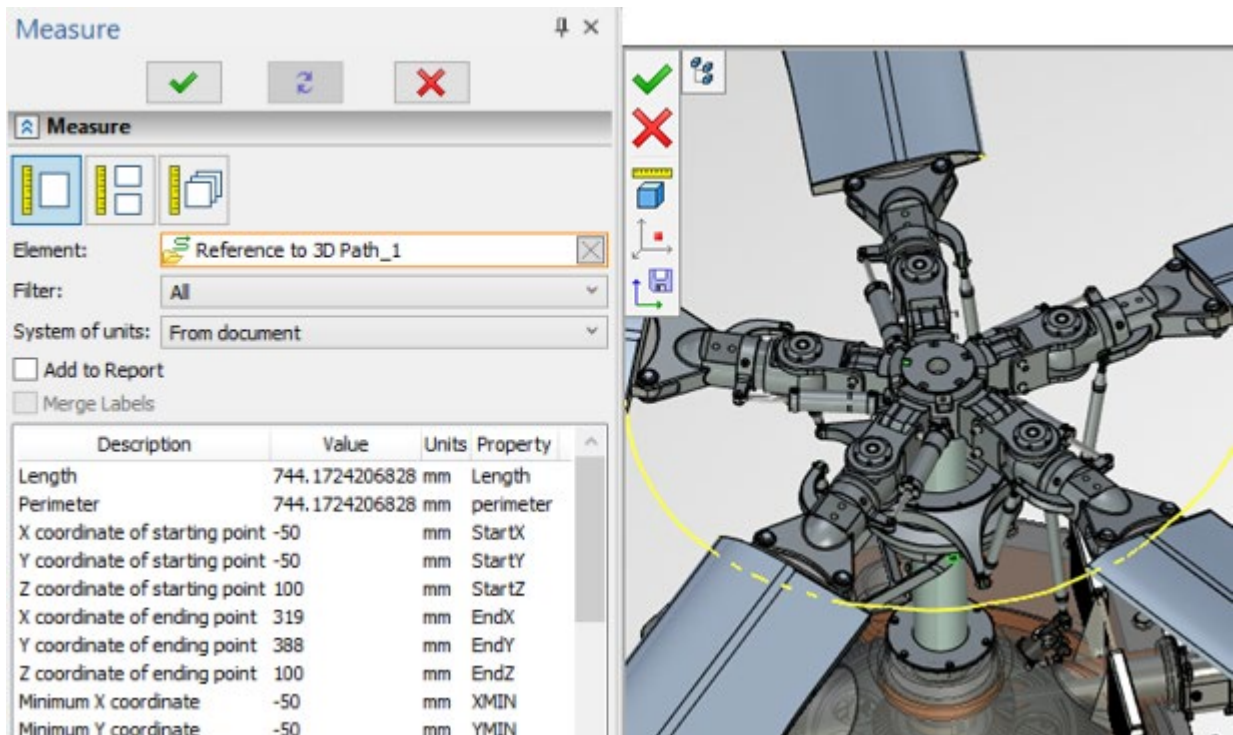 Measure
Measure
Element: Reference to 3D Path_1
Filter: All
System of units: From document
Add to Report
Merge Labels
Description Value Units Property
Length 744.1724206828 mm Length
Perimeter 744.1724206828 mm perimeter
X coordinate of starting point -50 mm StartX
Y coordinate of starting point -50 mm StartY
Z coordinate of starting point 100 mm StartZ
X coordinate of ending point 319 mm EndX
Y coordinate of ending point 388 mm EndY
Z coordinate of ending point 100 mm EndZ
Minimum X coordinate -50 mm XMIN
Minimum Y coordinate -50 mm YMIN